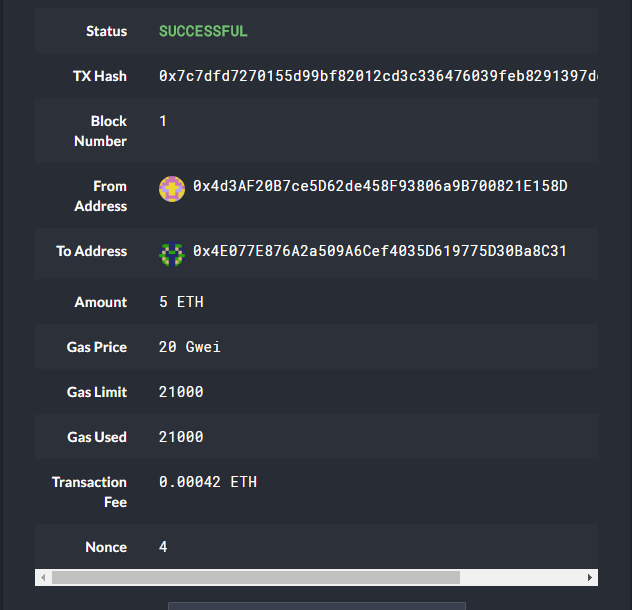 Status SUCCESSFUL
TX Hash 0x7c7dfd7270155d99bf82012cd3c336476039feb8291397d
Block Number 1
From Address 0x4d3AF20B7ce5D62de458F93806a9B700821E158D
To Address 0x4E077E876A2a509A6Cef4035D619775D30Ba8C31
Amount 5 ETH
Gas Price 20 Gwei
Gas Limit 21000
Gas Used 21000
Transaction Fee 0.00042 ETH
Nonce 4